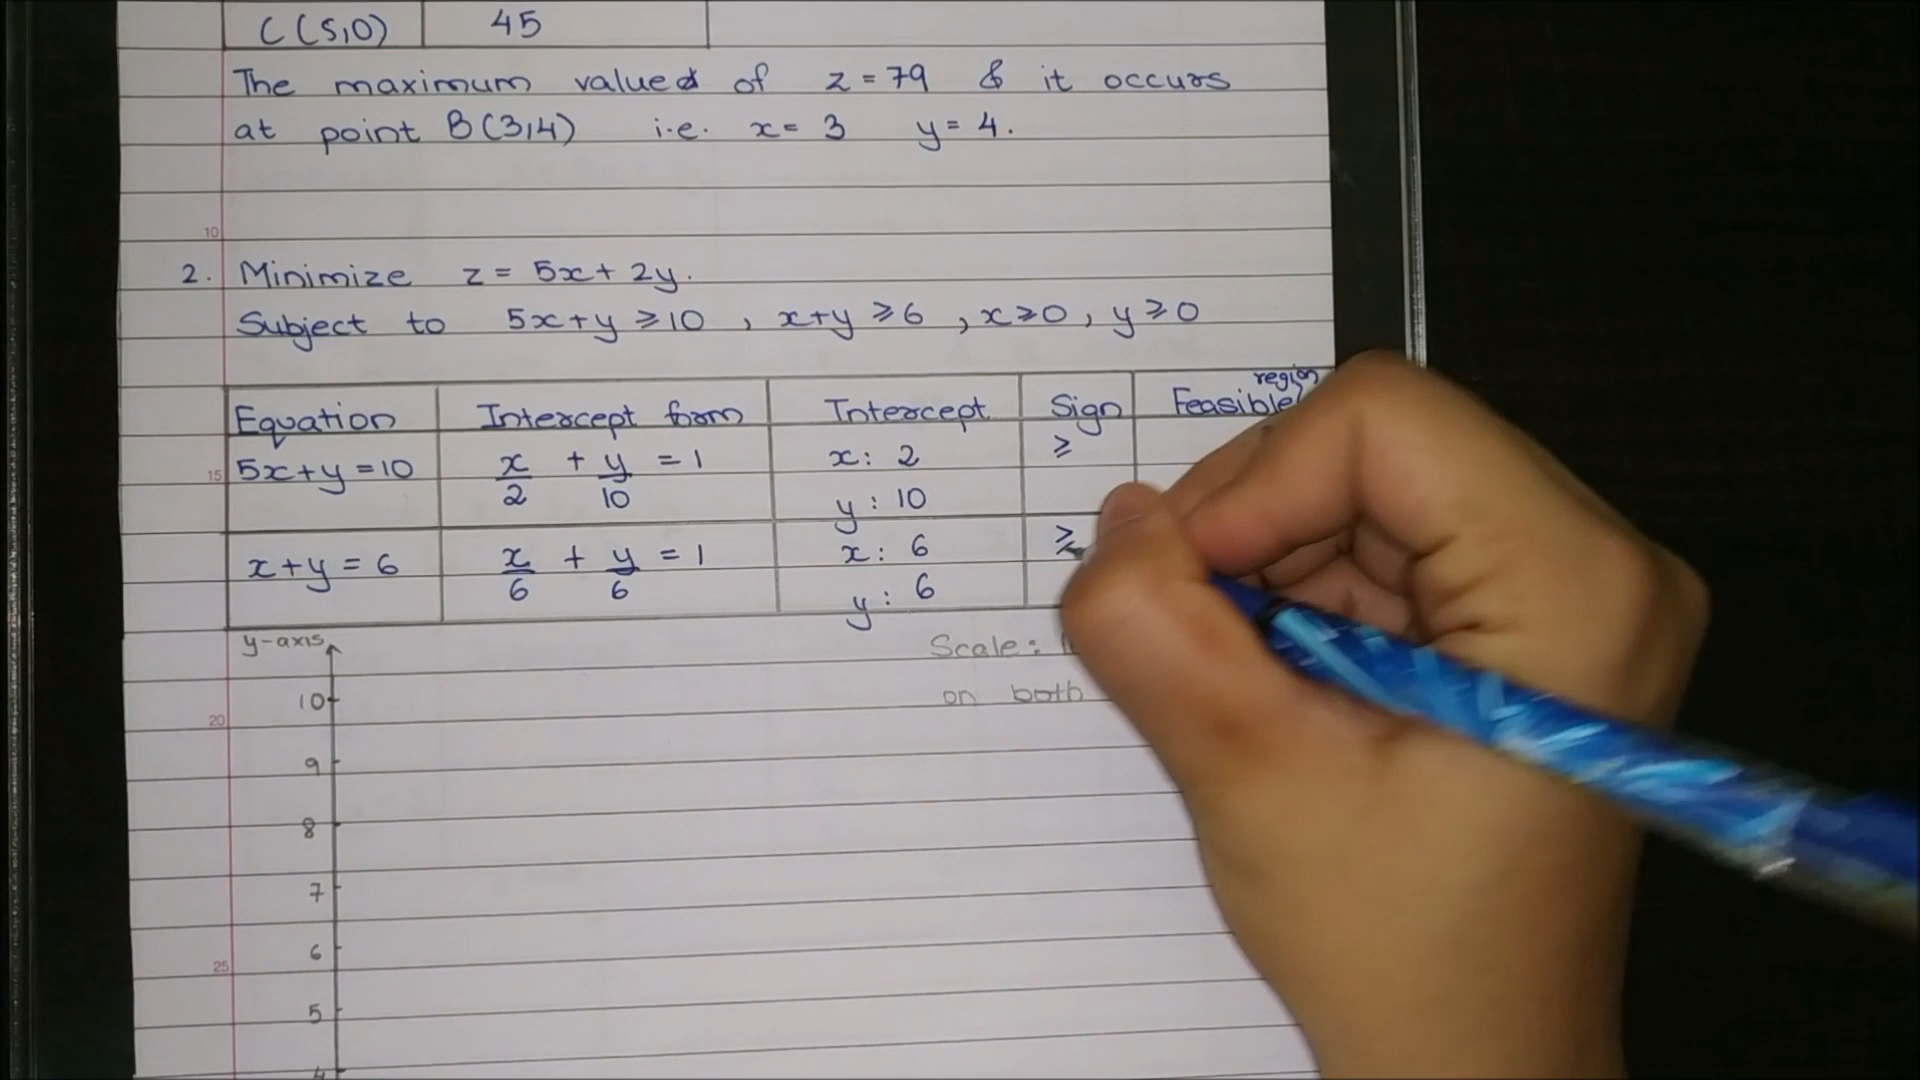 C(5,0) 45
The maximum value of z = 79 & it occurs
at point B(3,4) i.e. x = 3 y = 4.
10
2. Minimize z = 5x + 2y.
Subject to 5x+y ≥ 10 , x+y ≥ 6 , x ≥ 0 , y ≥ 0
Equation Intercept form Intercept Sign Feasible region
15 5x+y = 10 x/2 + y/10 = 1 x: 2 ≥
y: 10
x+y = 6 x/6 + y/6 = 1 x: 6 ≥
y: 6
y-axis Scale:
on both
10
20
9
8
7
6
25
5
4